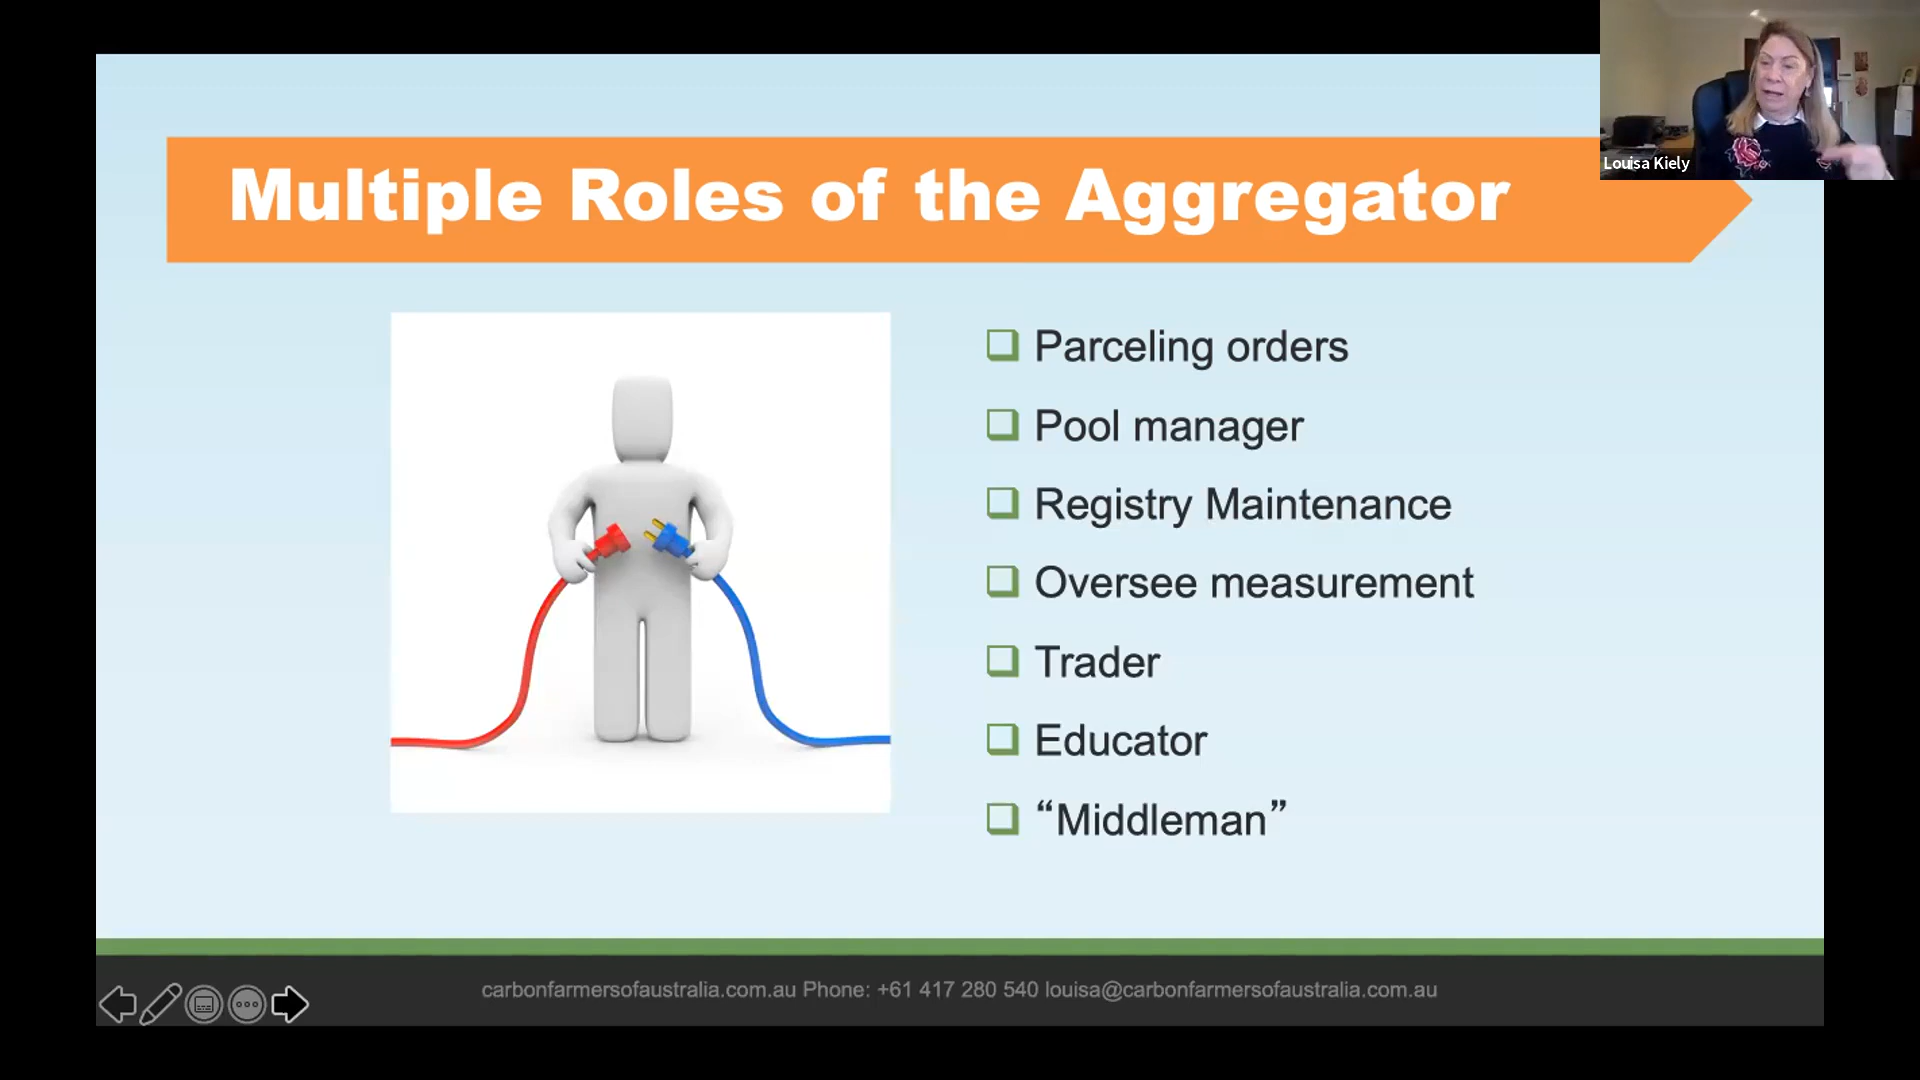 Louisa Kiely
Multiple Roles of the Aggregator
Parceling orders
Pool manager
Registry Maintenance
Oversee measurement
Trader
Educator
“Middleman”
carbonfarmersofaustralia.com.au Phone: +61 417 280 540 louisa@carbonfarmersofaustralia.com.au